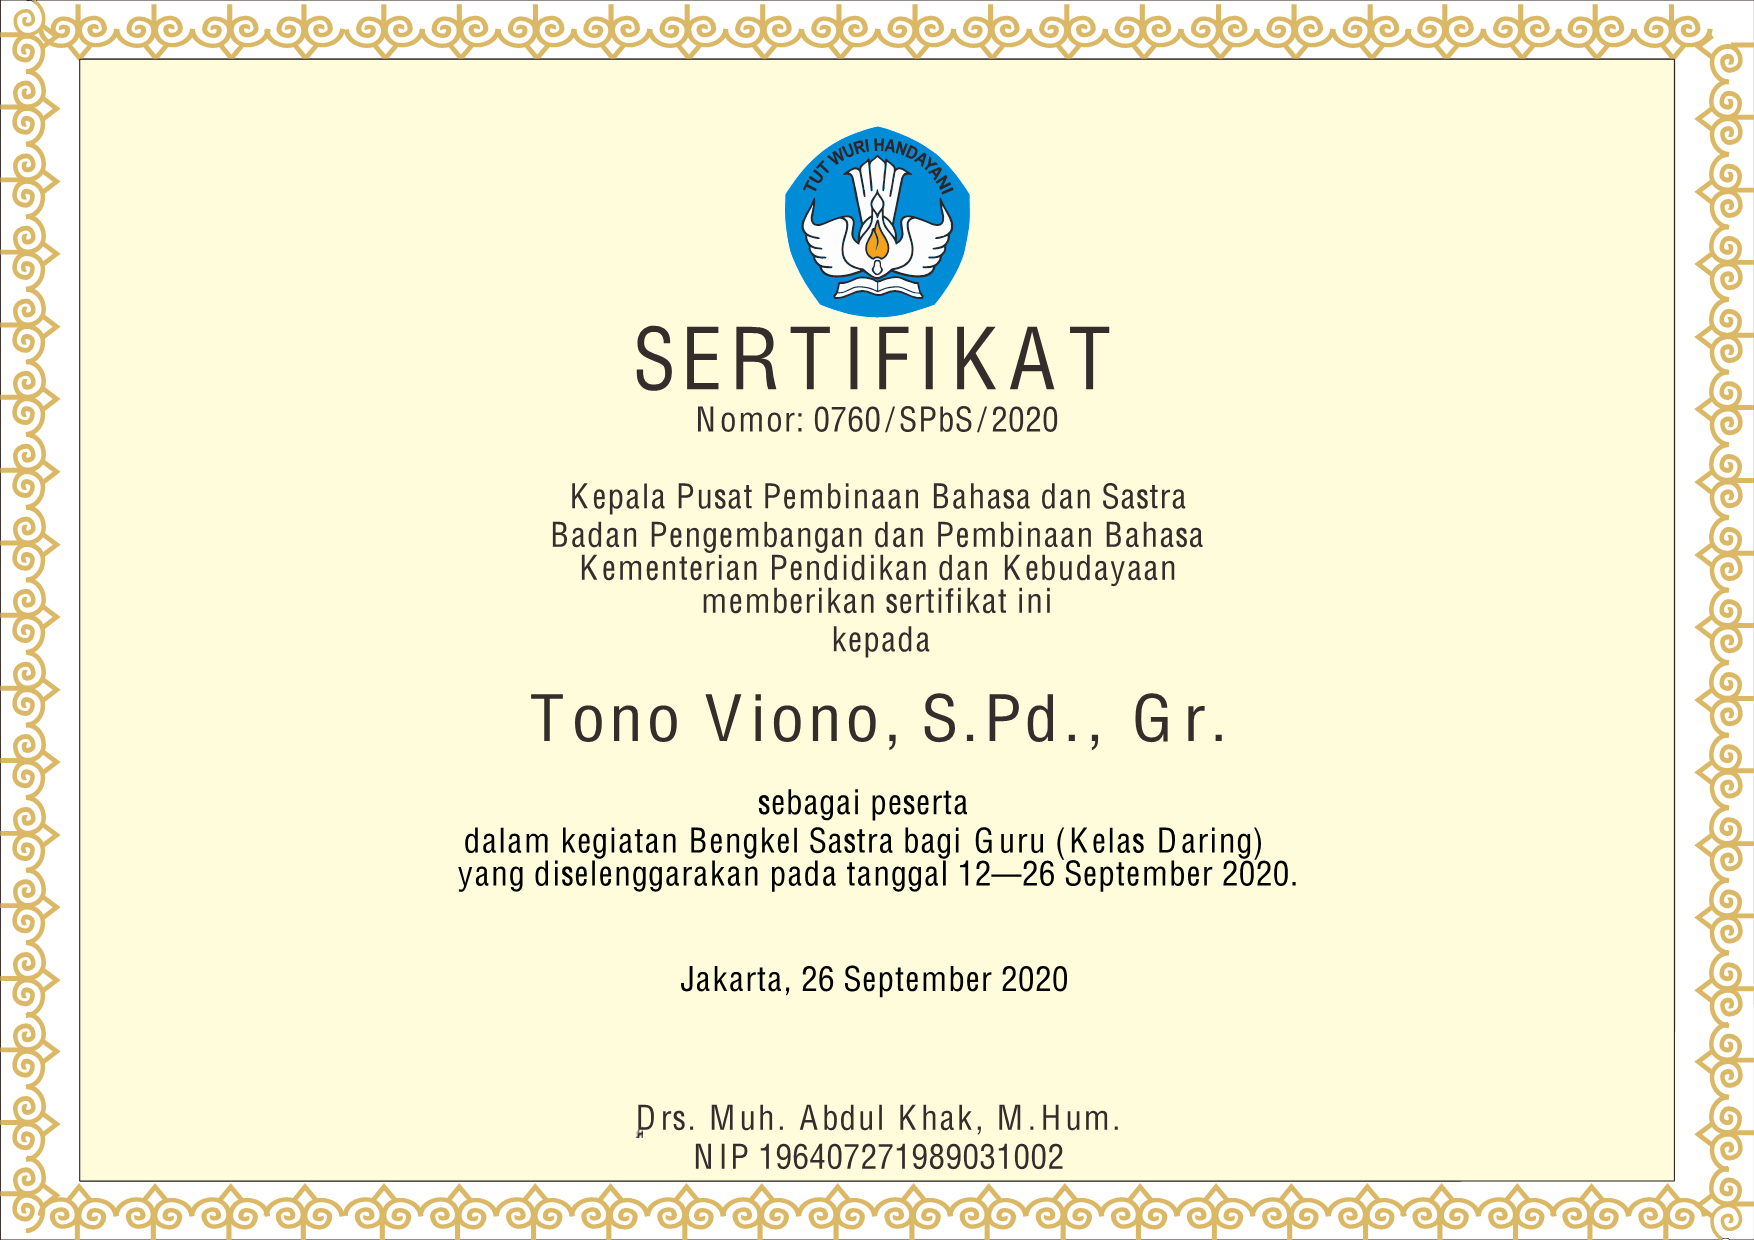 TUT WURI HANDAYANI
SERTIFIKAT
Nomor: 0760/SPbS/2020
Kepala Pusat Pembinaan Bahasa dan Sastra
Badan Pengembangan dan Pembinaan Bahasa
Kementerian Pendidikan dan Kebudayaan
memberikan sertifikat ini
kepada
Tono Viono, S.Pd., Gr.
sebagai peserta
dalam kegiatan Bengkel Sastra bagi Guru (Kelas Daring)
yang diselenggarakan pada tanggal 12—26 September 2020.
Jakarta, 26 September 2020
Drs. Muh. Abdul Khak, M.Hum.
NIP 196407271989031002